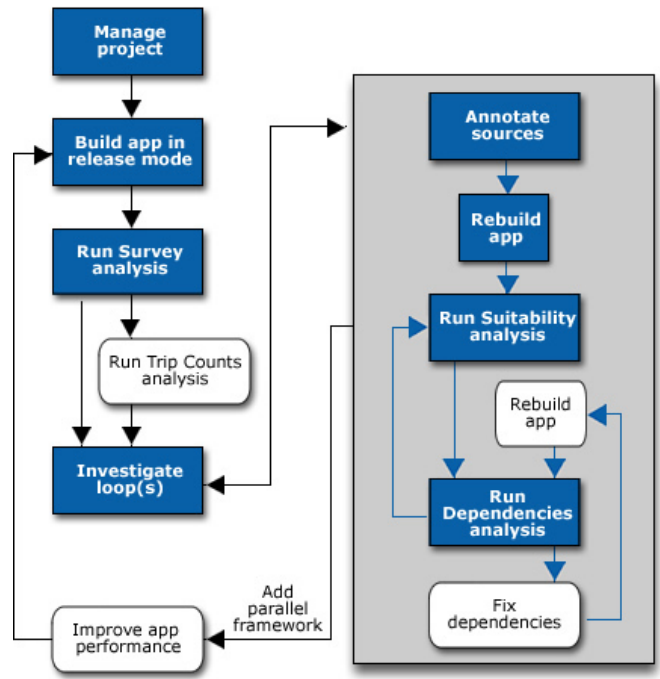 Manage
project
Build app in
release mode
Run Survey
analysis
Run Trip Counts
analysis
Investigate
loop(s)
Improve app
performance
Add
parallel
framework
Annotate
sources
Rebuild
app
Run Suitability
analysis
Rebuild
app
Run
Dependencies
analysis
Fix
dependencies